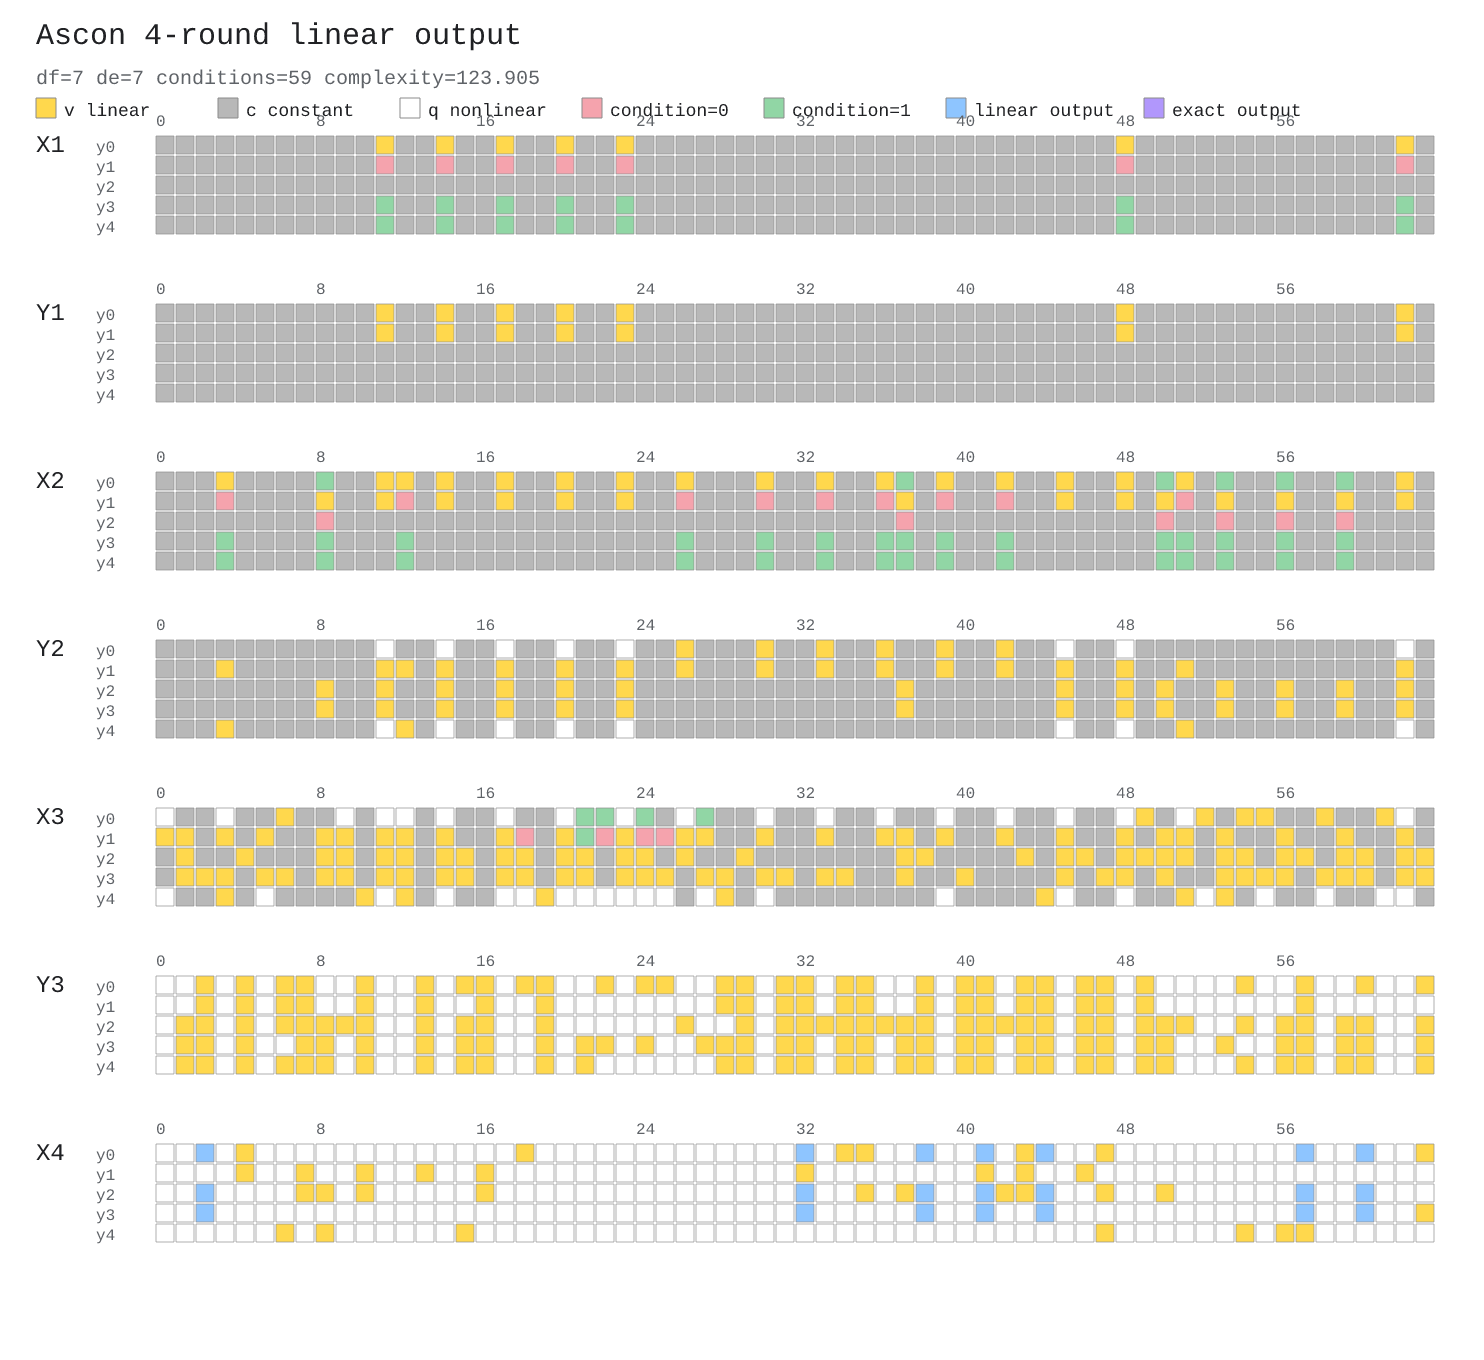 Ascon 4-round linear output
df=7 de=7 conditions=59 complexity=123.905
v linear c constant q nonlinear condition=0 condition=1 linear output exact output
0 8 16 24 32 40 48 56
X1 y0
y1
y2
y3
y4
0 8 16 24 32 40 48 56
Y1 y0
y1
y2
y3
y4
0 8 16 24 32 40 48 56
X2 y0
y1
y2
y3
y4
0 8 16 24 32 40 48 56
Y2 y0
y1
y2
y3
y4
0 8 16 24 32 40 48 56
X3 y0
y1
y2
y3
y4
0 8 16 24 32 40 48 56
Y3 y0
y1
y2
y3
y4
0 8 16 24 32 40 48 56
X4 y0
y1
y2
y3
y4